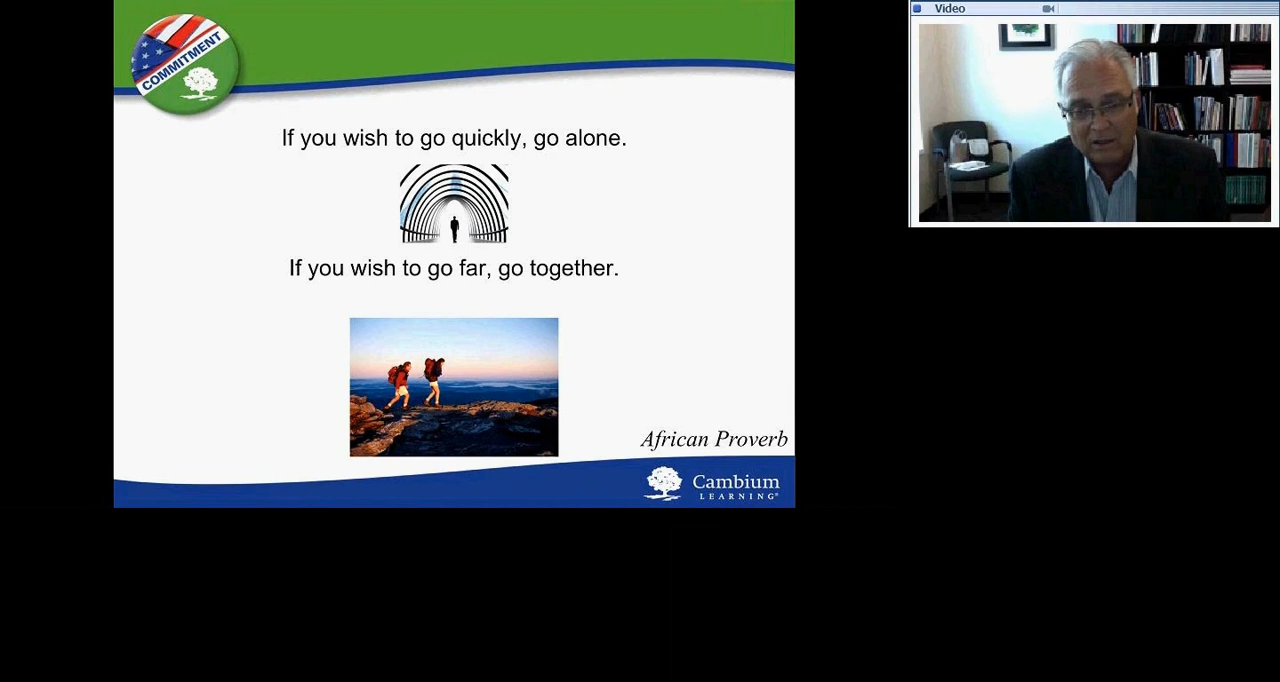 COMMITMENT
Video
If you wish to go quickly, go alone.
If you wish to go far, go together.
African Proverb
Cambium
LEARNING®